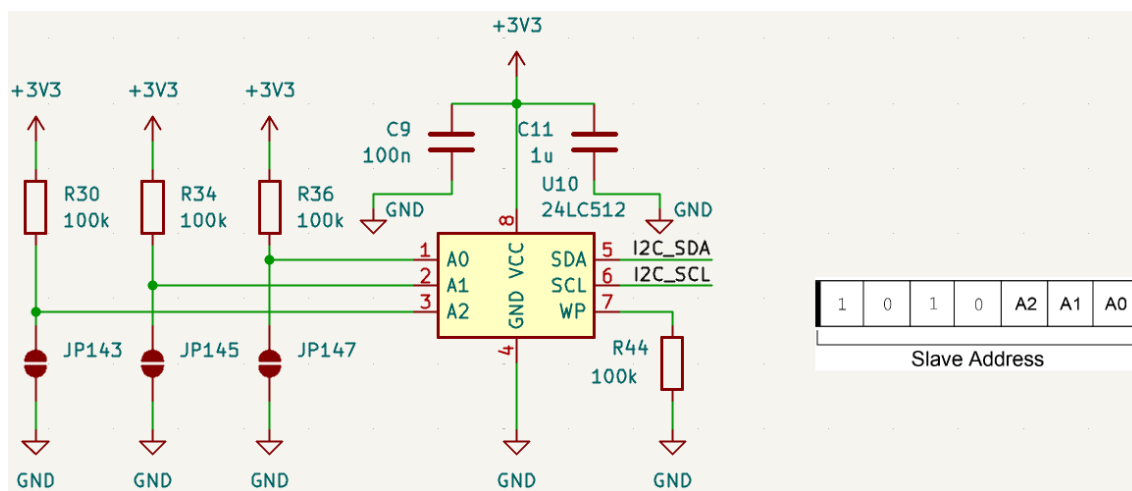 +3V3
+3V3
+3V3
+3V3
C9
100n
C11
1u
R30
100k
R34
100k
R36
100k
U10
24LC512
GND
GND
8
1
A0
VCC
SDA
5
I2C_SDA
2
A1
SCL
6
I2C_SCL
3
A2
GND
WP
7
4
JP143
JP145
JP147
R44
100k
GND
GND
GND
GND
GND
1 0 1 0 A2 A1 A0
Slave Address